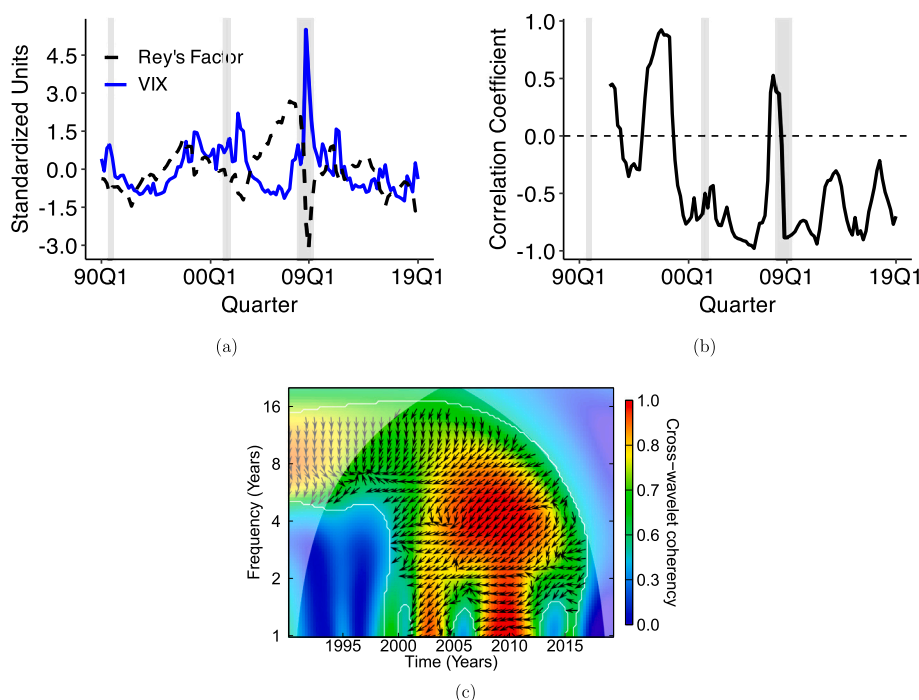 Standardized Units
4.5
3.0
1.5
0.0
-1.5
-3.0
Rey's Factor
VIX
90Q1 00Q1 09Q1 19Q1
Quarter
(a)
Correlation Coefficient
1.0
0.5
0.0
-0.5
-1.0
90Q1 00Q1 09Q1 19Q1
Quarter
(b)
Frequency (Years)
16
8
4
2
1
1995 2000 2005 2010 2015
Time (Years)
1.0
0.8
0.7
0.6
0.3
0.0
Cross-wavelet coherency
(c)